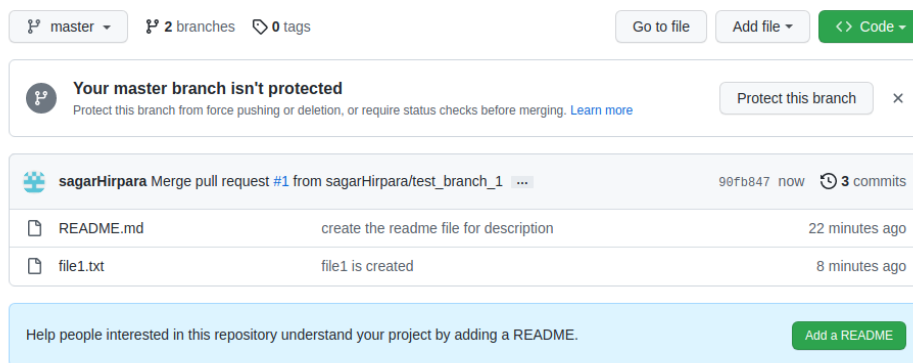 master 2 branches 0 tags Go to file Add file Code
Your master branch isn't protected
Protect this branch from force pushing or deletion, or require status checks before merging. Learn more Protect this branch
sagarHirpara Merge pull request #1 from sagarHirpara/test_branch_1 ... 90fb847 now 3 commits
README.md create the readme file for description 22 minutes ago
file1.txt file1 is created 8 minutes ago
Help people interested in this repository understand your project by adding a README. Add a README